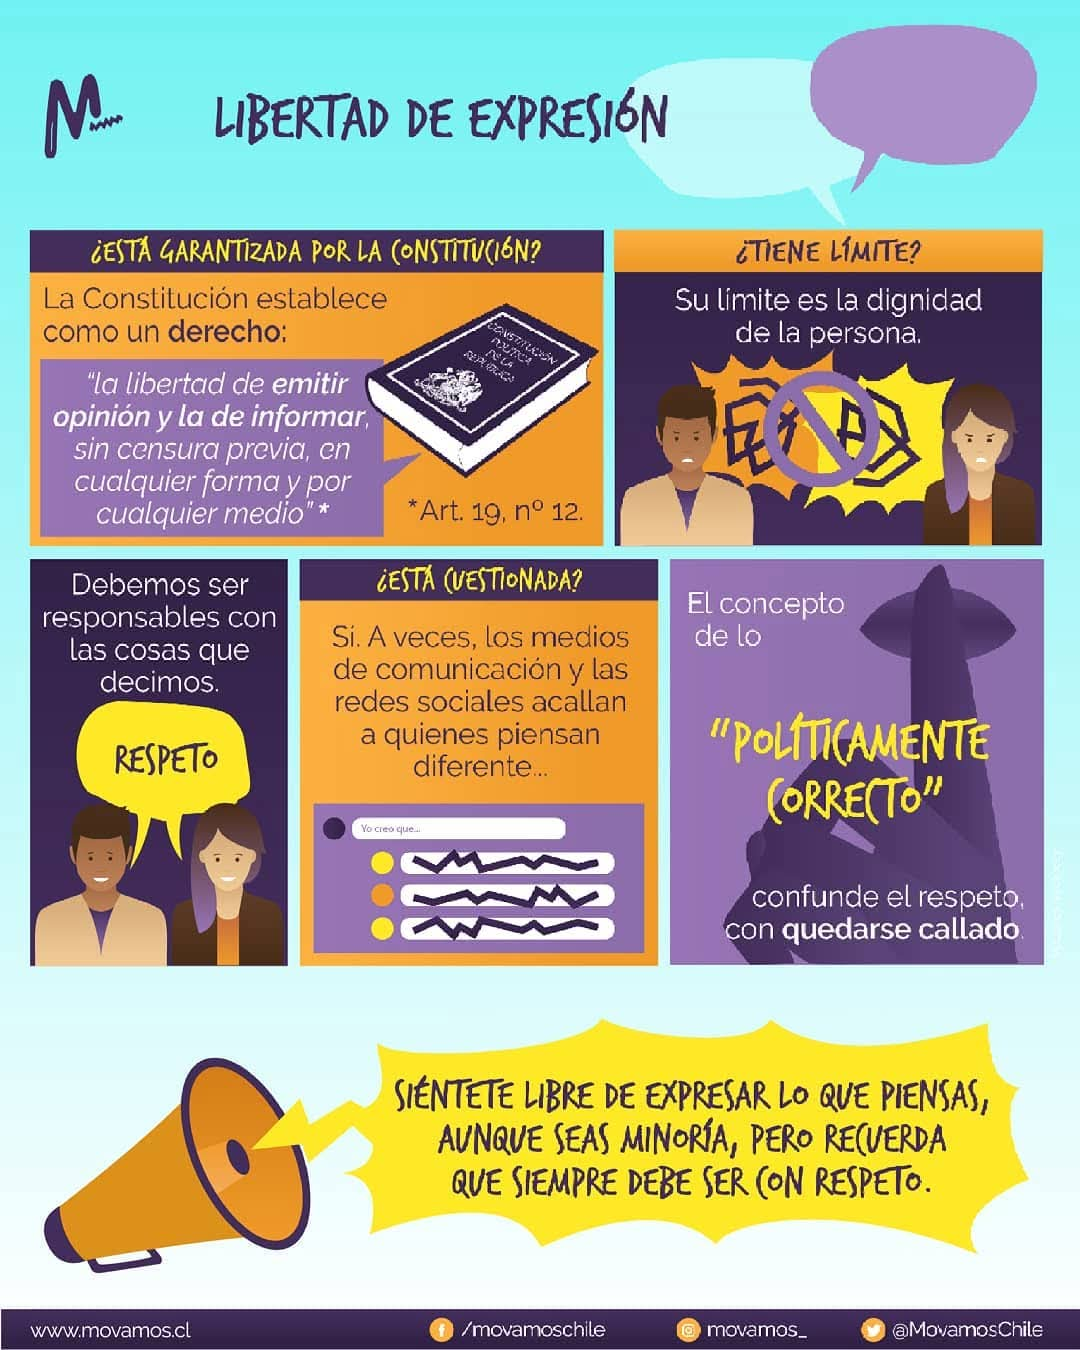 M
LIBERTAD DE EXPRESIÓN
¿ESTÁ GARANTIZADA POR LA CONSTITUCIÓN?
La Constitución establece
como un derecho:
“la libertad de emitir
opinión y la de informar,
sin censura previa, en
cualquier forma y por
cualquier medio” *
CONSTITUCIÓN
POLÍTICA
DE LA
REPÚBLICA
*Art. 19, nº 12.
¿TIENE LÍMITE?
Su límite es la dignidad
de la persona.
Debemos ser
responsables con
las cosas que
decimos.
RESPETO
¿ESTÁ CUESTIONADA?
Sí. A veces, los medios
de comunicación y las
redes sociales acallan
a quienes piensan
diferente...
Yo creo que...
El concepto
de lo
“POLÍTICAMENTE
CORRECTO”
confunde el respeto,
con quedarse callado.
SIÉNTETE LIBRE DE EXPRESAR LO QUE PIENSAS,
AUNQUE SEAS MINORÍA, PERO RECUERDA
QUE SIEMPRE DEBE SER CON RESPETO.
www.movamos.cl
/movamoschile
movamos_
@MovamosChile